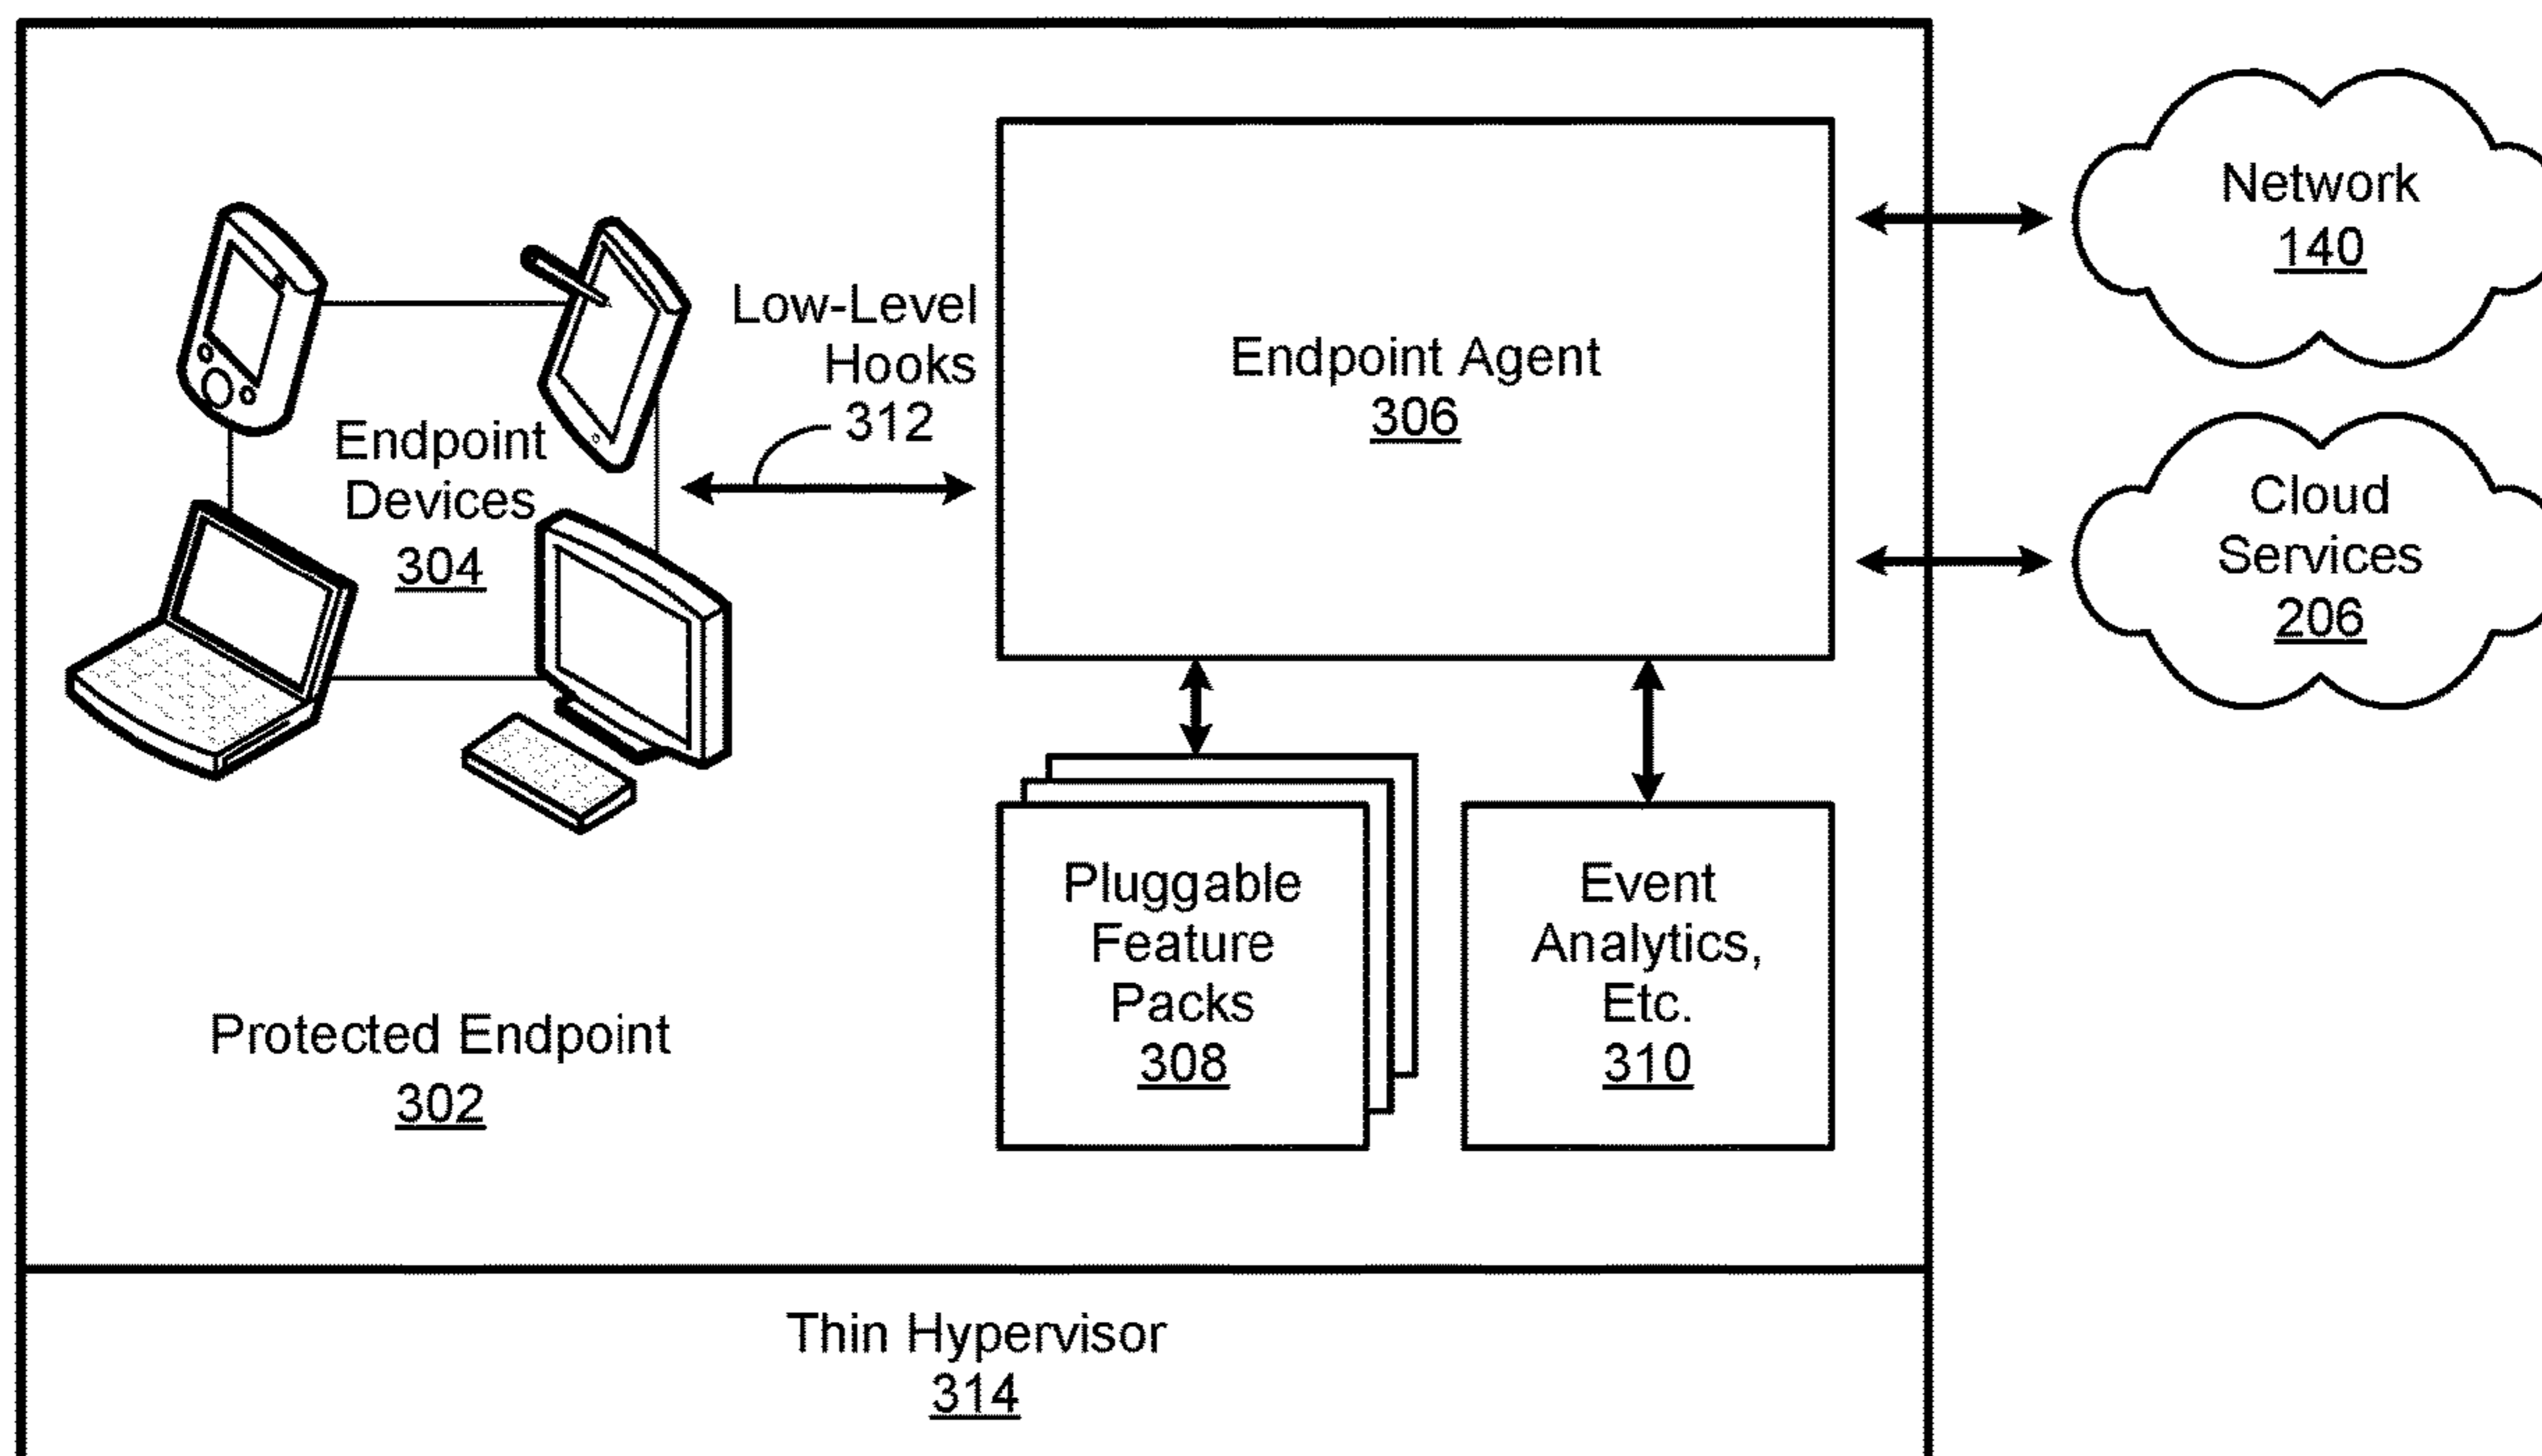 Low-Level
Hooks
312
Endpoint
Devices
304
Endpoint Agent
306
Network
140
Cloud
Services
206
Pluggable
Feature
Packs
308
Event
Analytics,
Etc.
310
Protected Endpoint
302
Thin Hypervisor
314